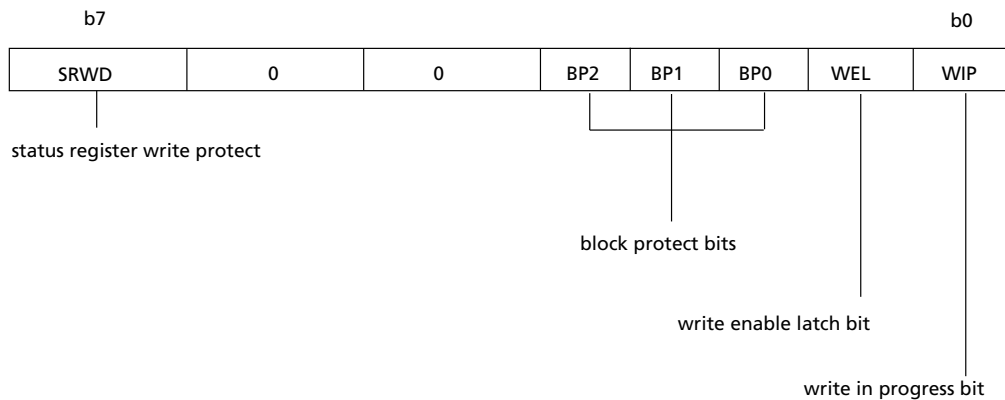 b7 b0
SRWD 0 0 BP2 BP1 BP0 WEL WIP
status register write protect
block protect bits
write enable latch bit
write in progress bit